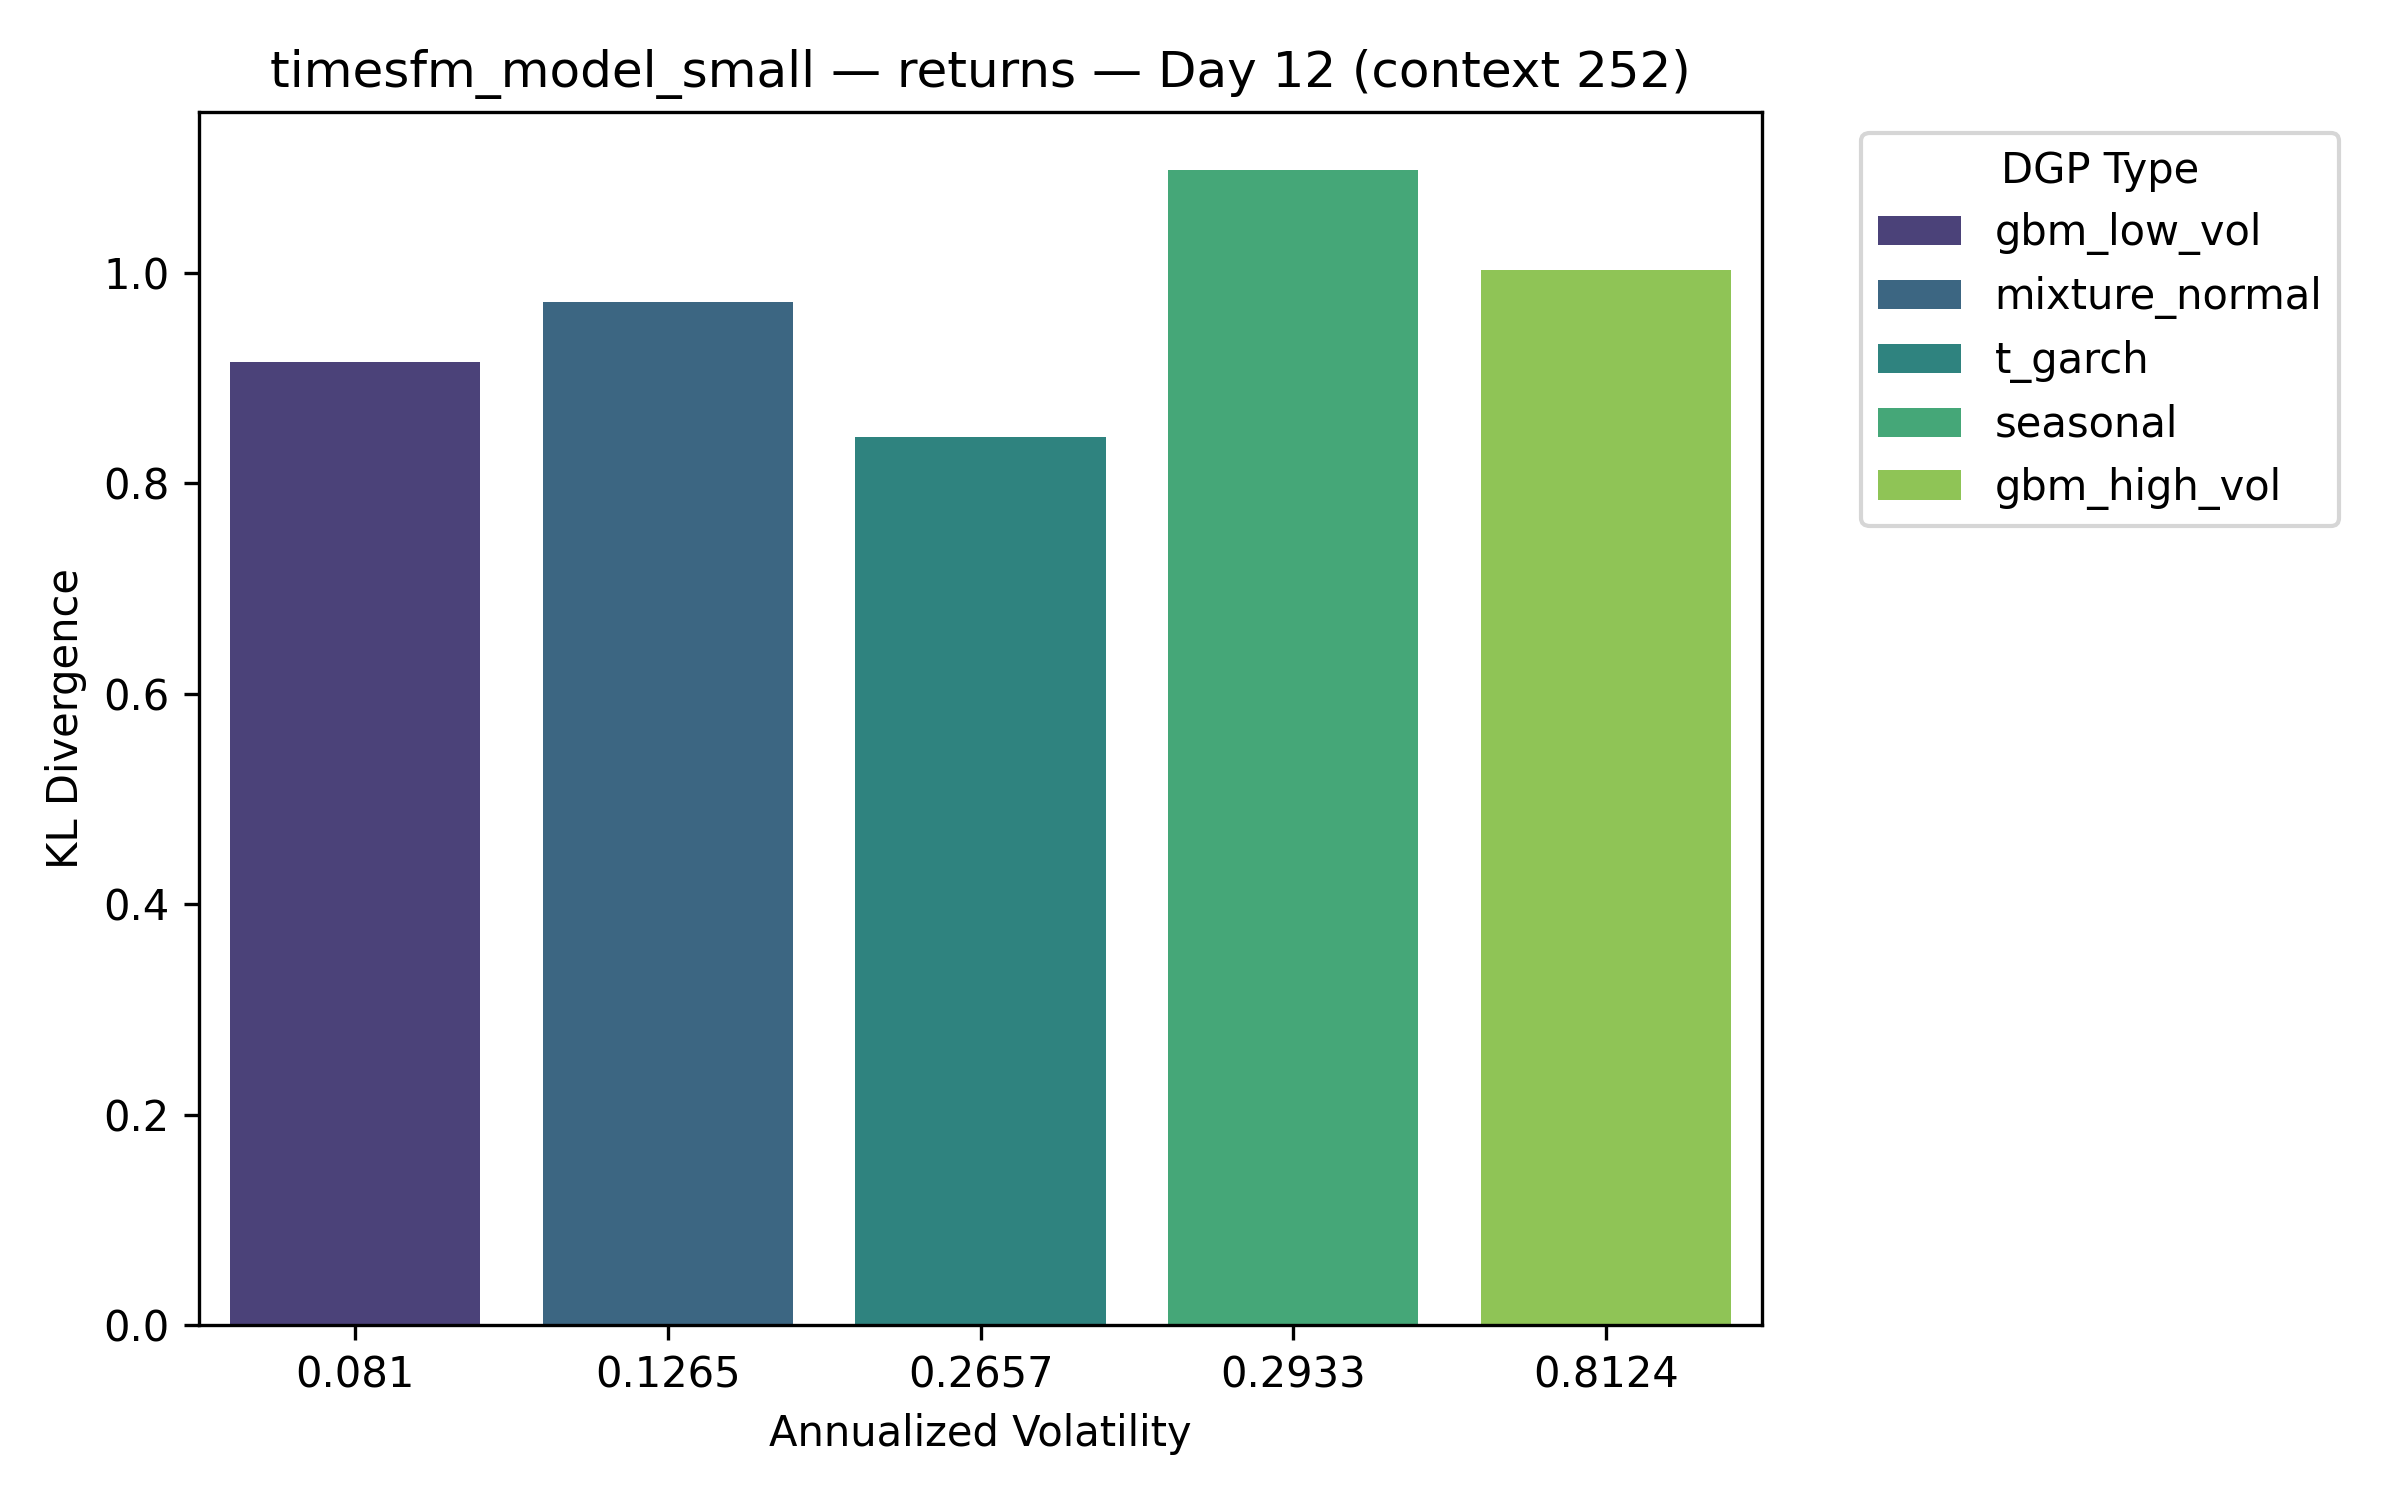 timesfm_model_small — returns — Day 12 (context 252)
DGP Type
gbm_low_vol
mixture_normal
t_garch
seasonal
gbm_high_vol
KL Divergence
1.0
0.8
0.6
0.4
0.2
0.0
0.081 0.1265 0.2657 0.2933 0.8124
Annualized Volatility